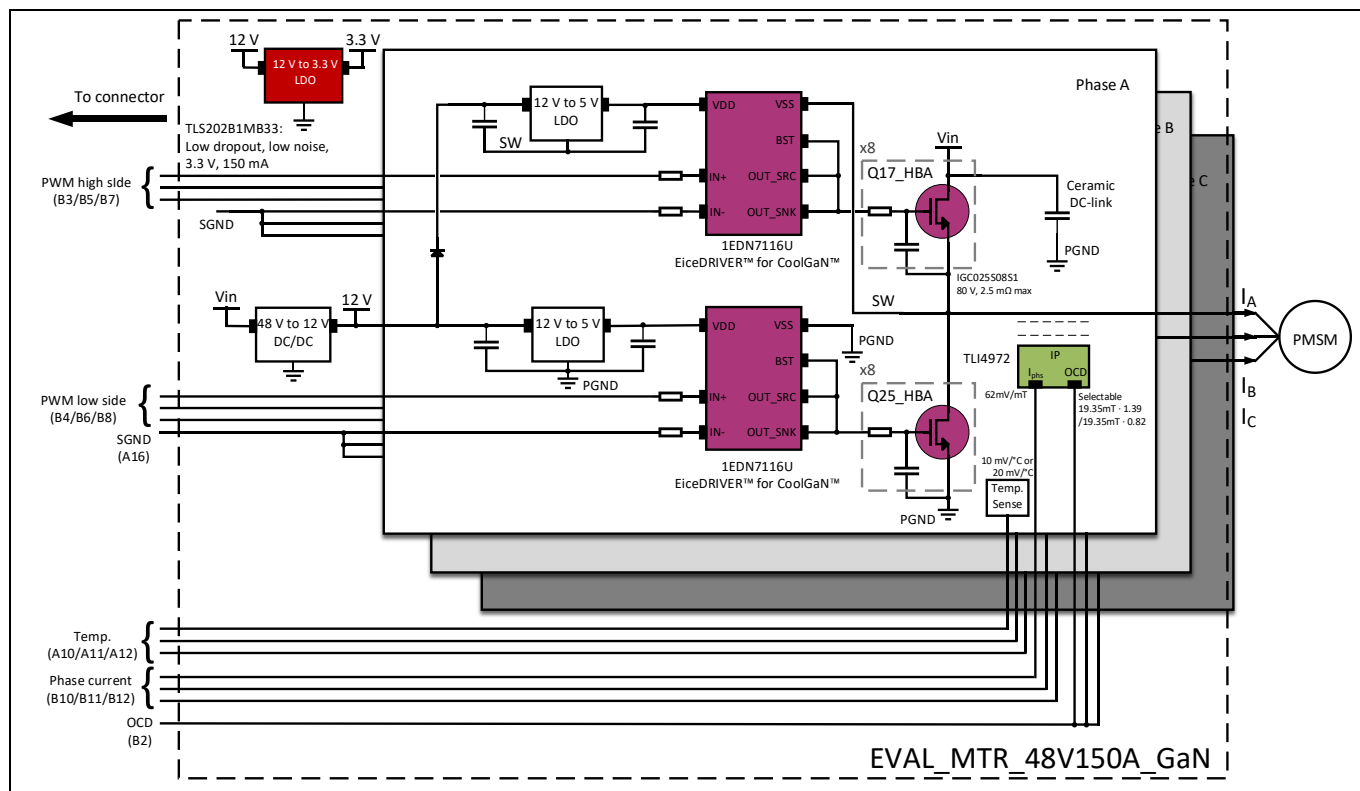 12 V
3.3 V
12 V to 3.3 V
LDO
To connector
TLS202B1MB33:
Low dropout, low noise,
3.3 V, 150 mA
Phase A
e B
e C
12 V to 5 V
LDO
SW
VDD
VSS
BST
IN+
OUT_SRC
IN-
OUT_SNK
1EDN7116U
EiceDRIVER™ for CoolGaN™
x8
Vin
Q17_HBA
Ceramic
DC-link
PGND
IGC025S08S1
80 V, 2.5 mΩ max
PWM high sIde
(B3/B5/B7)
SGND
Vin
12 V
48 V to 12 V
DC/DC
12 V to 5 V
LDO
PGND
VDD
VSS
BST
IN+
OUT_SRC
IN-
OUT_SNK
1EDN7116U
EiceDRIVER™ for CoolGaN™
SW
PGND
x8
Q25_HBA
PGND
TLI4972
IP
Iphs
OCD
62mV/mT
Selectable
19.35mT · 1.39
/19.35mT · 0.82
10 mV/°C or
20 mV/°C
Temp.
Sense
IA
IB
IC
PMSM
PWM low side
(B4/B6/B8)
SGND
(A16)
Temp.
(A10/A11/A12)
Phase current
(B10/B11/B12)
OCD
(B2)
EVAL_MTR_48V150A_GaN